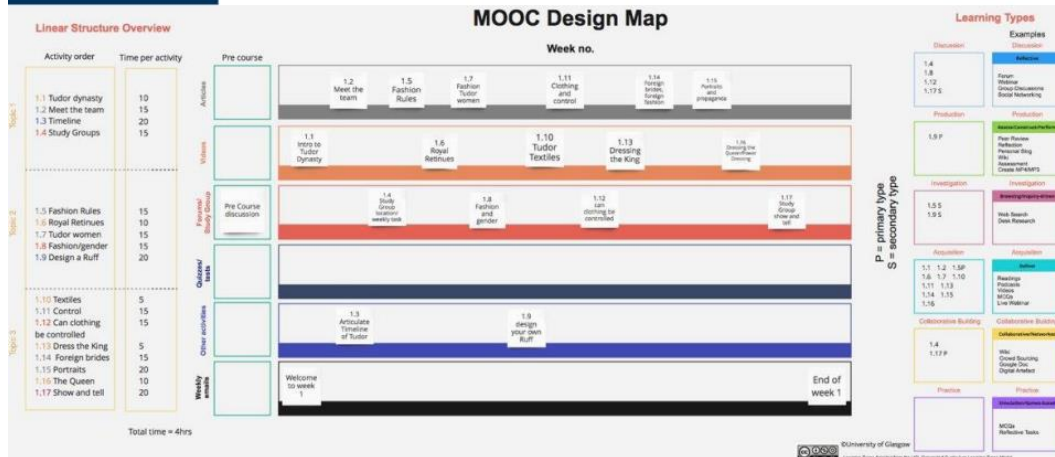 MOOC Design Map
Linear Structure Overview
Activity order
Time per activity
Topic 1
1.1 Tudor dynasty 10
1.2 Meet the team 15
1.3 Timeline 20
1.4 Study Groups 15
Topic 2
1.5 Fashion Rules 15
1.6 Royal Retinues 10
1.7 Tudor women 15
1.8 Fashion/gender 15
1.9 Design a Ruff 20
Topic 3
1.10 Textiles 5
1.11 Control 15
1.12 Can clothing 15
be controlled
1.13 Dress the King 5
1.14 Foreign brides 15
1.15 Portraits 20
1.16 The Queen 10
1.17 Show and tell 20
Total time = 4hrs
Week no.
Pre course
Articles
1.2
Meet the
team
1.5
Fashion
Rules
1.7
Fashion
Tudor
women
1.11
Clothing
and
control
1.14
Foreign
brides,
Foreign
fashion
1.15
Portraits
and
propaganda
Videos
1.1
Intro to
Tudor
Dynasty
1.6
Royal
Retinues
1.10
Tudor
Textiles
1.13
Dressing
the King
1.16
Dressing the
Dressing
Forums/
Study Group
Pre Course
discussion
1.4
Study
Group
location/
weekly task
1.8
Fashion
and
gender
1.12
can
clothing be
controlled
1.17
Study
Group
show and
tell
Quizzes/
tests
Other activities
1.3
Articulate
Timeline
of Tudor
1.9
design
your own
Ruff
Weekly
emails
Welcome
to week
1
End of
week 1
P = primary type
S = secondary type
Learning Types
Examples
Discussion
1.4
1.8
1.12
1.17 S
Discussion
Reflective
Forum
Webinar
Group Discussions
Social Networking
Production
1.9 P
Production
Peer Review
Reflection
Personal Blog
Wiki
Assessment
Create MP4/MP3
Investigation
1.5 S
1.9 S
Investigation
Web Search
Desk Research
Acquisition
1.1 1.2 1.5P
1.6 1.7 1.10
1.11 1.13
1.14 1.15
1.16
Acquisition
Readings
Podcasts
Videos
MCQs
Live Webinar
Collaborative Building
1.4
1.17 P
Collaborative Building
Wiki
Crowd Sourcing
Google Doc
Digital Artefact
Practice
Practice
MCQs
Reflective Tasks
©University of Glasgow